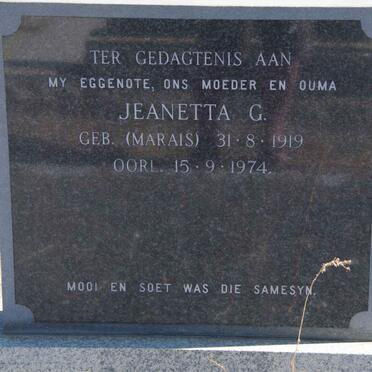 TER GEDAGTENIS AAN
MY EGGENOTE, ONS MOEDER EN OUMA
JEANETTA G.
GEB. (MARAIS) 31·8·1919
OORL. 15·9·1974.
MOOI EN SOET WAS DIE SAMESYN.